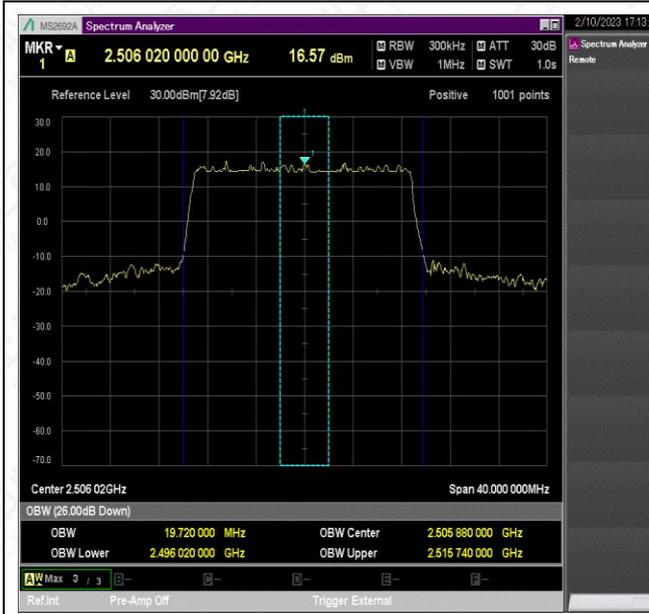 MS2692A Spectrum Analyzer
2/10/2023 17:13:
MKR 1 A 2.506 020 000 00 GHz 16.57 dBm M RBW 300kHz M ATT 30dB
M VBW 1MHz M SWT 1.0s
Spectrum Analyzer
Remote
Reference Level 30.00dBm[7.92dB] Positive 1001 points
30.0
20.0
10.0
0.0
-10.0
-20.0
-30.0
-40.0
-50.0
-60.0
-70.0
1
1
Center 2.506 02GHz Span 40.000 000MHz
OBW (26.00dB Down)
OBW 19.720 000 MHz OBW Center 2.505 880 000 GHz
OBW Lower 2.496 020 000 GHz OBW Upper 2.515 740 000 GHz
A W Max 3 / 3 B- C- D- E- F-
Ref.Int Pre-Amp Off Trigger External